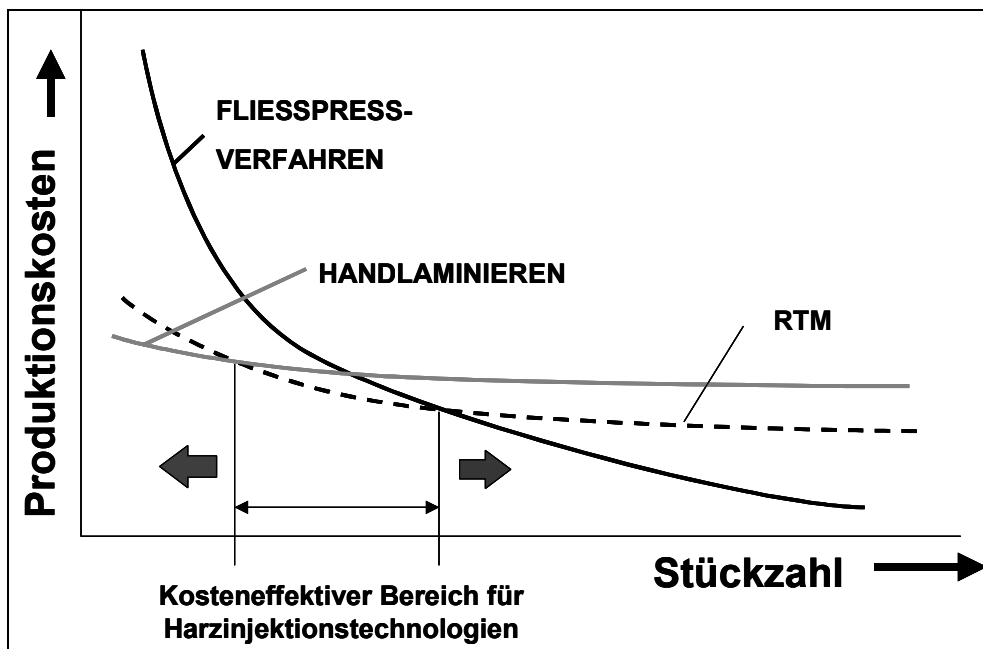 Produktionskosten
FLIESSPRESS-
VERFAHREN
HANDLAMINIEREN
RTM
Stückzahl
Kosteneffektiver Bereich für
Harzinjektionstechnologien